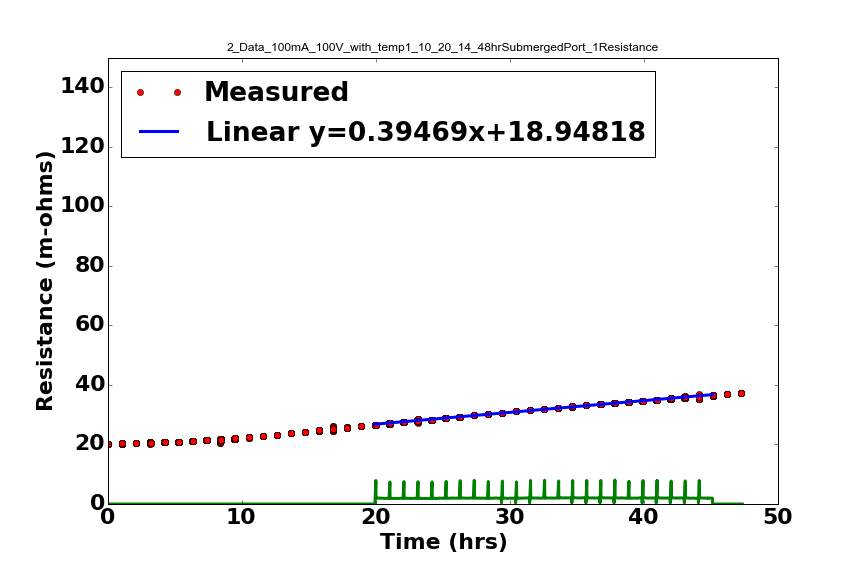 2_Data_100mA_100V_with_temp1_10_20_14_48hrSubmergedPort_1Resistance
Measured
Linear y=0.39469x+18.94818
140
120
100
80
60
40
20
0
Resistance (m-ohms)
0 10 20 30 40 50
Time (hrs)